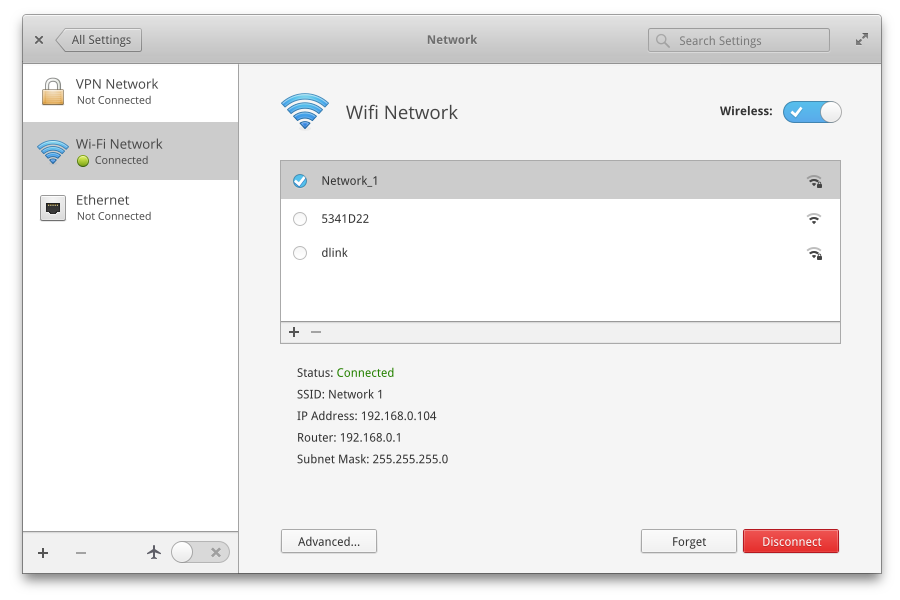 All Settings
Network
Search Settings
VPN Network
Not Connected
Wi-Fi Network
Connected
Ethernet
Not Connected
Wifi Network
Wireless:
Network_1
5341D22
dlink
Status: Connected
SSID: Network 1
IP Address: 192.168.0.104
Router: 192.168.0.1
Subnet Mask: 255.255.255.0
Advanced...
Forget
Disconnect